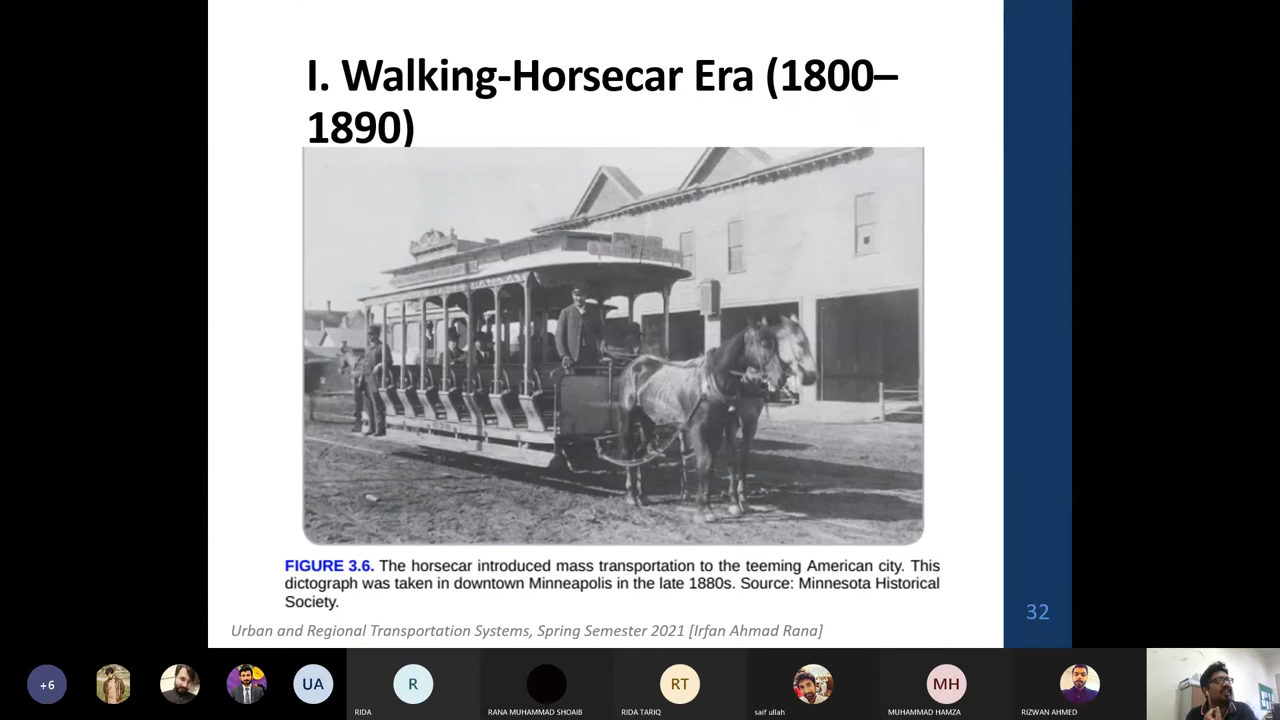 I. Walking-Horsecar Era (1800–
1890)
FIGURE 3.6. The horsecar introduced mass transportation to the teeming American city. This
dictograph was taken in downtown Minneapolis in the late 1880s. Source: Minnesota Historical
Society.
Urban and Regional Transportation Systems, Spring Semester 2021 [Irfan Ahmad Rana]
32
+6
UA
R
RIDA
RANA MUHAMMAD SHOAIB
RT
RIDA TARIQ
saif ullah
MH
MUHAMMAD HAMZA
RIZWAN AHMED